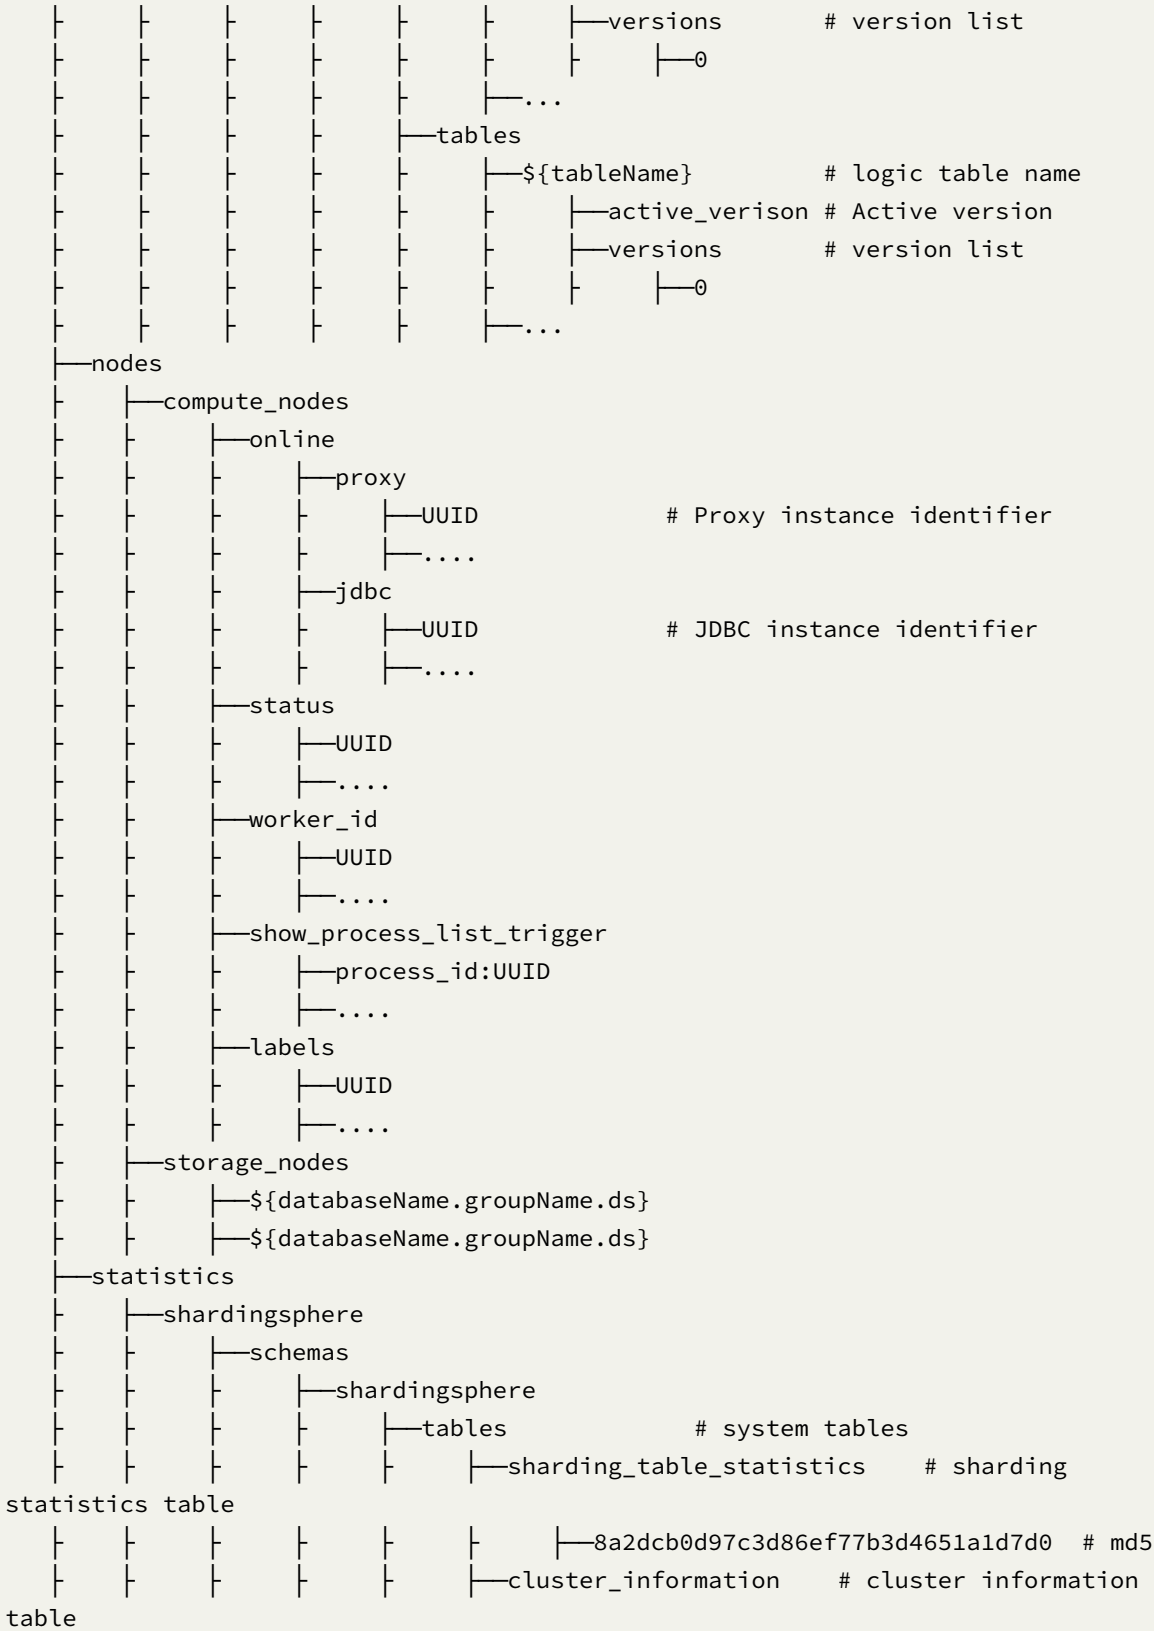 ├      ├      ├      ├      ├      ├      ├──versions       # version list
├      ├      ├      ├      ├      ├      ├      ├──0
├      ├      ├      ├      ├      ├──...
├      ├      ├      ├      ├──tables
├      ├      ├      ├      ├      ├──${tableName}         # logic table name
├      ├      ├      ├      ├      ├      ├──active_verison # Active version
├      ├      ├      ├      ├      ├      ├──versions       # version list
├      ├      ├      ├      ├      ├      ├      ├──0
├      ├      ├      ├      ├      ├──...
├──nodes
├    ├──compute_nodes
├    ├     ├──online
├    ├     ├     ├──proxy
├    ├     ├     ├     ├──UUID             # Proxy instance identifier
├    ├     ├     ├     ├──....
├    ├     ├     ├──jdbc
├    ├     ├     ├     ├──UUID             # JDBC instance identifier
├    ├     ├     ├     ├──....
├    ├     ├──status
├    ├     ├     ├──UUID
├    ├     ├     ├──....
├    ├     ├──worker_id
├    ├     ├     ├──UUID
├    ├     ├     ├──....
├    ├     ├──show_process_list_trigger
├    ├     ├     ├──process_id:UUID
├    ├     ├     ├──....
├    ├     ├──labels
├    ├     ├     ├──UUID
├    ├     ├     ├──....
├    ├──storage_nodes
├    ├     ├──${databaseName.groupName.ds}
├    ├     ├──${databaseName.groupName.ds}
├──statistics
├    ├──shardingsphere
├    ├     ├──schemas
├    ├     ├     ├──shardingsphere
├    ├     ├     ├     ├──tables             # system tables
├    ├     ├     ├     ├     ├──sharding_table_statistics    # sharding
statistics table
├    ├     ├     ├     ├     ├     ├──8a2dcb0d97c3d86ef77b3d4651a1d7d0  # md5
├    ├     ├     ├     ├     ├──cluster_information    # cluster information
table